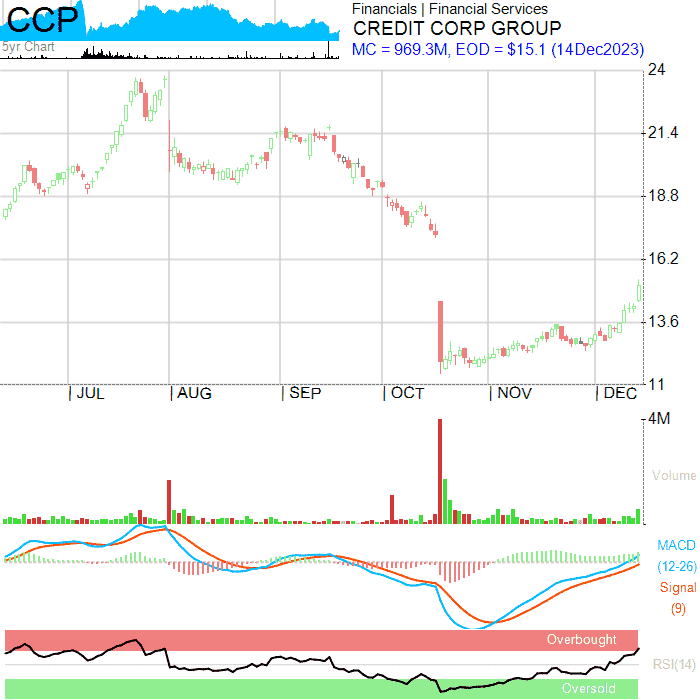 CCP
5yr Chart
Financials | Financial Services
CREDIT CORP GROUP
MC = 969.3M, EOD = $15.1 (14Dec2023)
24
21.4
18.8
16.2
13.6
11
JUL AUG SEP OCT NOV DEC
4M
Volume
MACD
(12-26)
Signal
(9)
Overbought
RSI(14)
Oversold